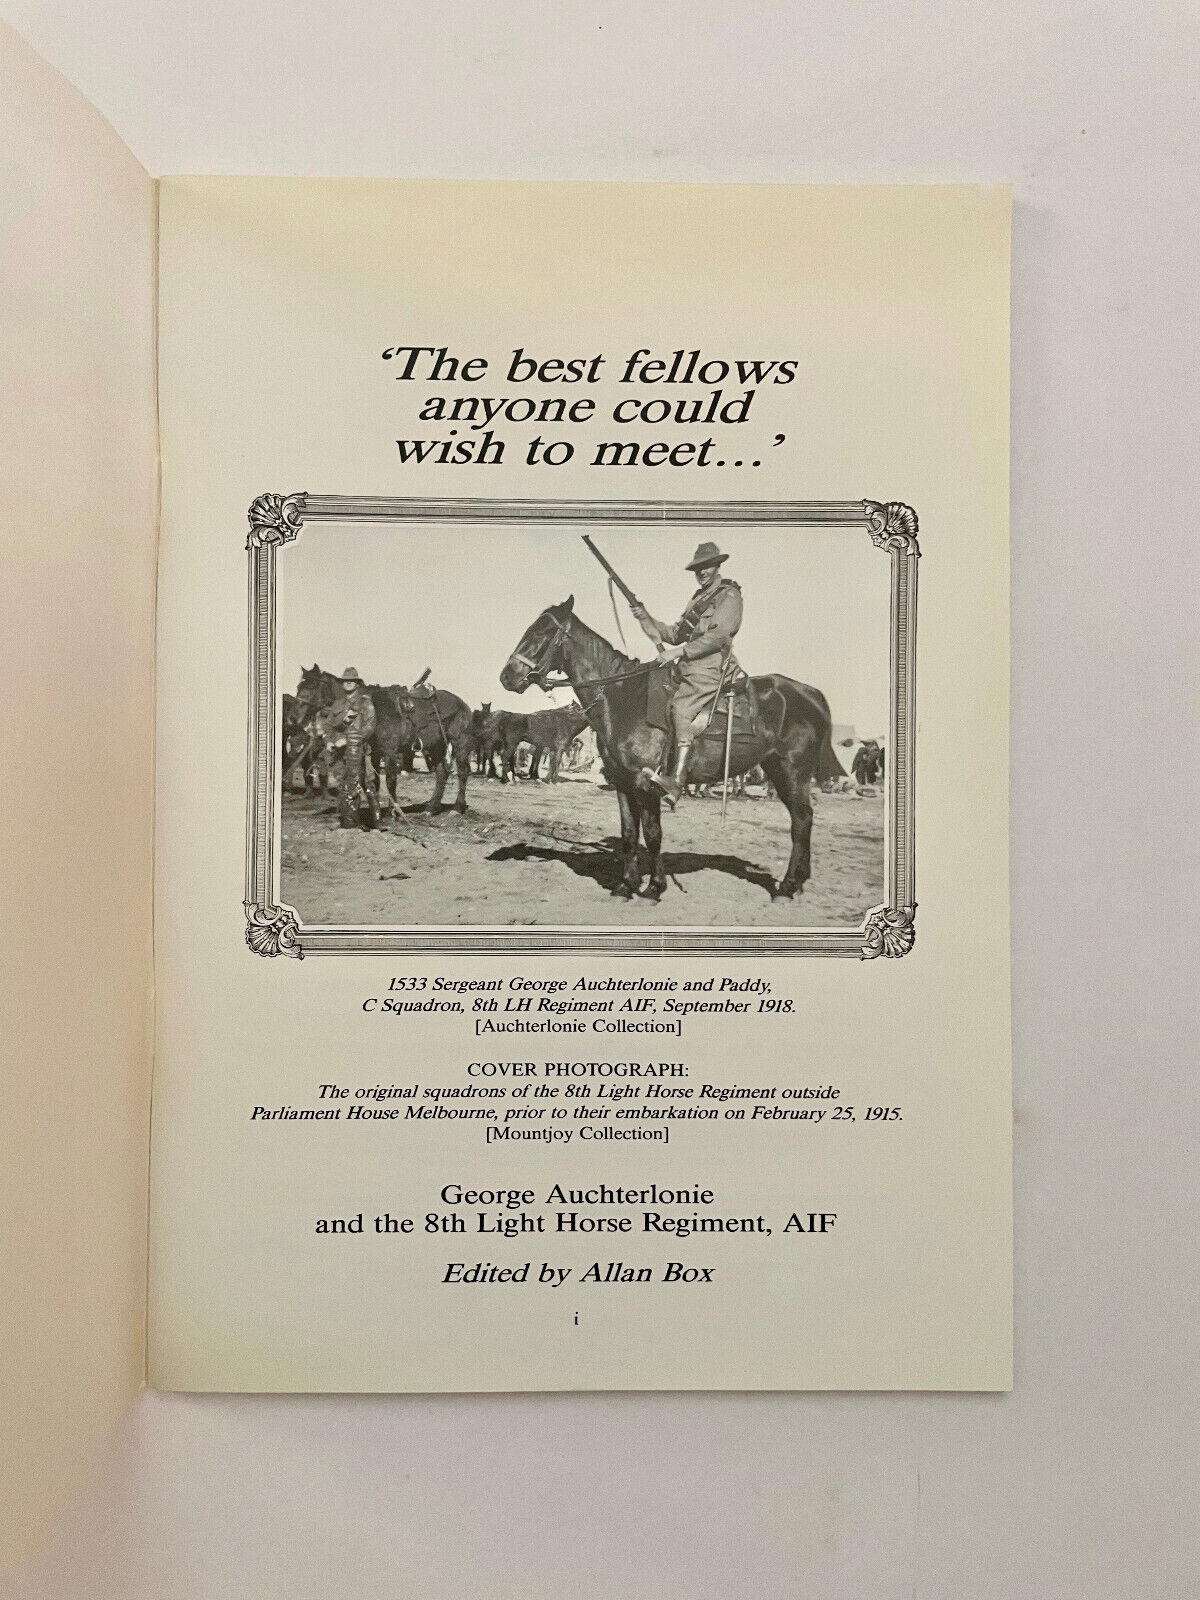 ‘The best fellows
anyone could
wish to meet...’
1533 Sergeant George Auchterlonie and Paddy,
C Squadron, 8th LH Regiment AIF, September 1918.
[Auchterlonie Collection]
COVER PHOTOGRAPH:
The original squadrons of the 8th Light Horse Regiment outside
Parliament House Melbourne, prior to their embarkation on February 25, 1915.
[Mountjoy Collection]
George Auchterlonie
and the 8th Light Horse Regiment, AIF
Edited by Allan Box
i